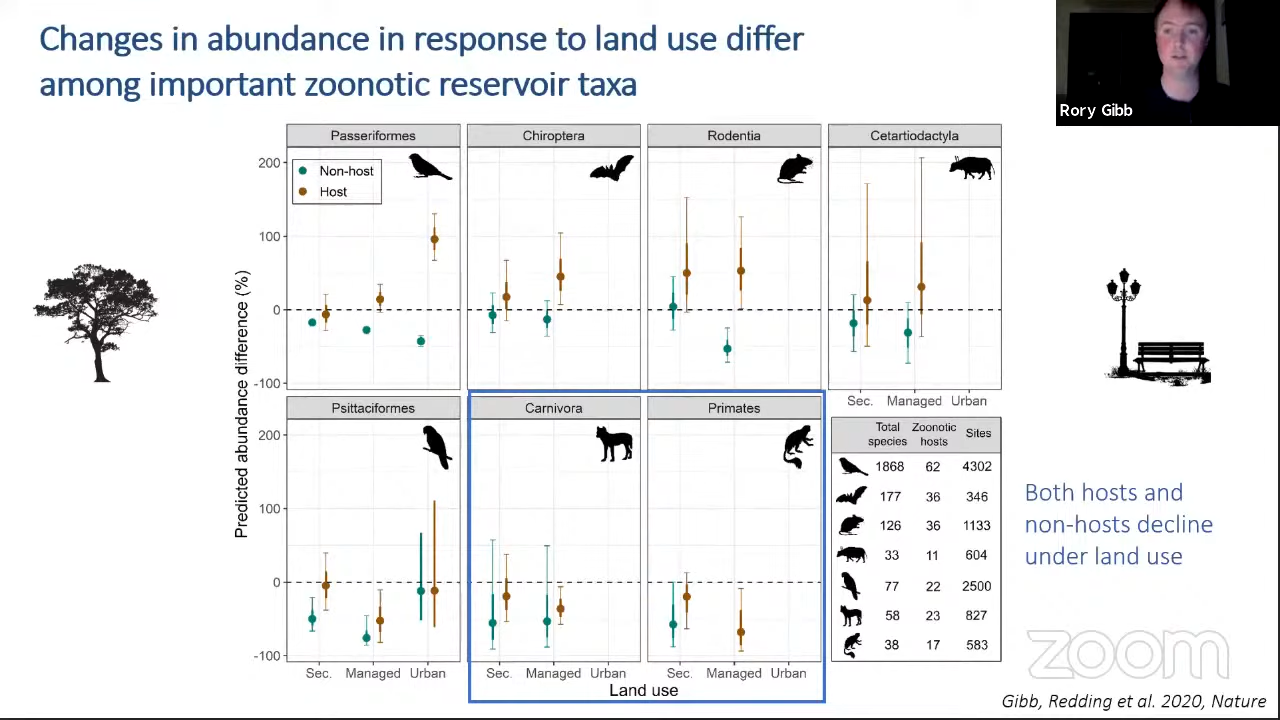 Changes in abundance in response to land use differ
among important zoonotic reservoir taxa
Rory Gibb
Predicted abundance difference (%)
Passeriformes
Chiroptera
Rodentia
Cetartiodactyla
200
100
0
-100
Non-host
Host
Sec. Managed Urban
Psittaciformes
Carnivora
Primates
200
100
0
-100
Sec. Managed Urban
Sec. Managed Urban
Sec. Managed Urban
Land use
Total species Zoonotic hosts Sites
1868 62 4302
177 36 346
126 36 1133
33 11 604
77 22 2500
58 23 827
38 17 583
Both hosts and
non-hosts decline
under land use
zoom
Gibb, Redding et al. 2020, Nature